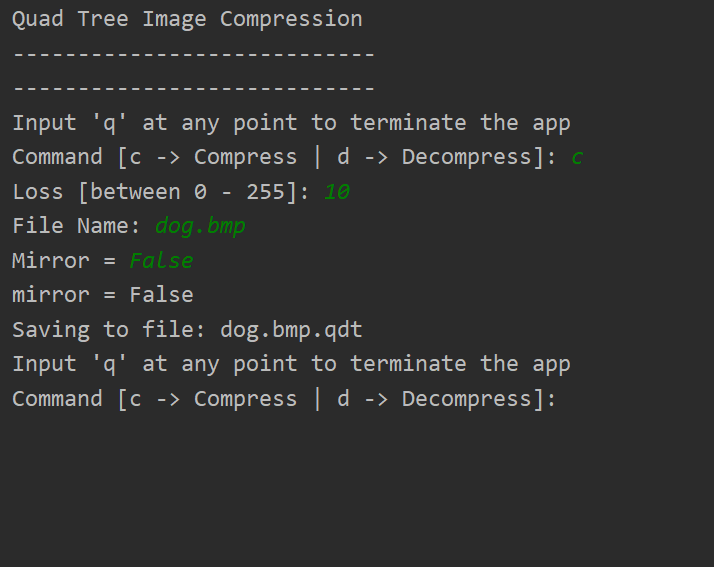 Quad Tree Image Compression
----------------------------
----------------------------
Input 'q' at any point to terminate the app
Command [c -> Compress | d -> Decompress]: c
Loss [between 0 - 255]: 10
File Name: dog.bmp
Mirror = False
mirror = False
Saving to file: dog.bmp.qdt
Input 'q' at any point to terminate the app
Command [c -> Compress | d -> Decompress]: